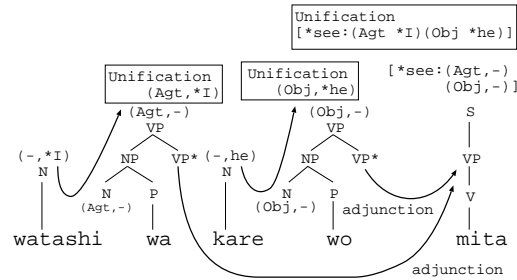 Unification
[*see:(Agt *I)(Obj *he)]
Unification
(Agt,*I)
Unification
(Obj,*he)
[*see:(Agt,-)
(Obj,-)]
(Agt,-)
(Obj,-)
S
VP
VP
(-,*I)
NP
VP*
(-,he)
NP
VP*
VP
N
N
N
P
N
P
V
(Agt,-)
(Obj,-)
adjunction
watashi
wa
kare
wo
mita
adjunction